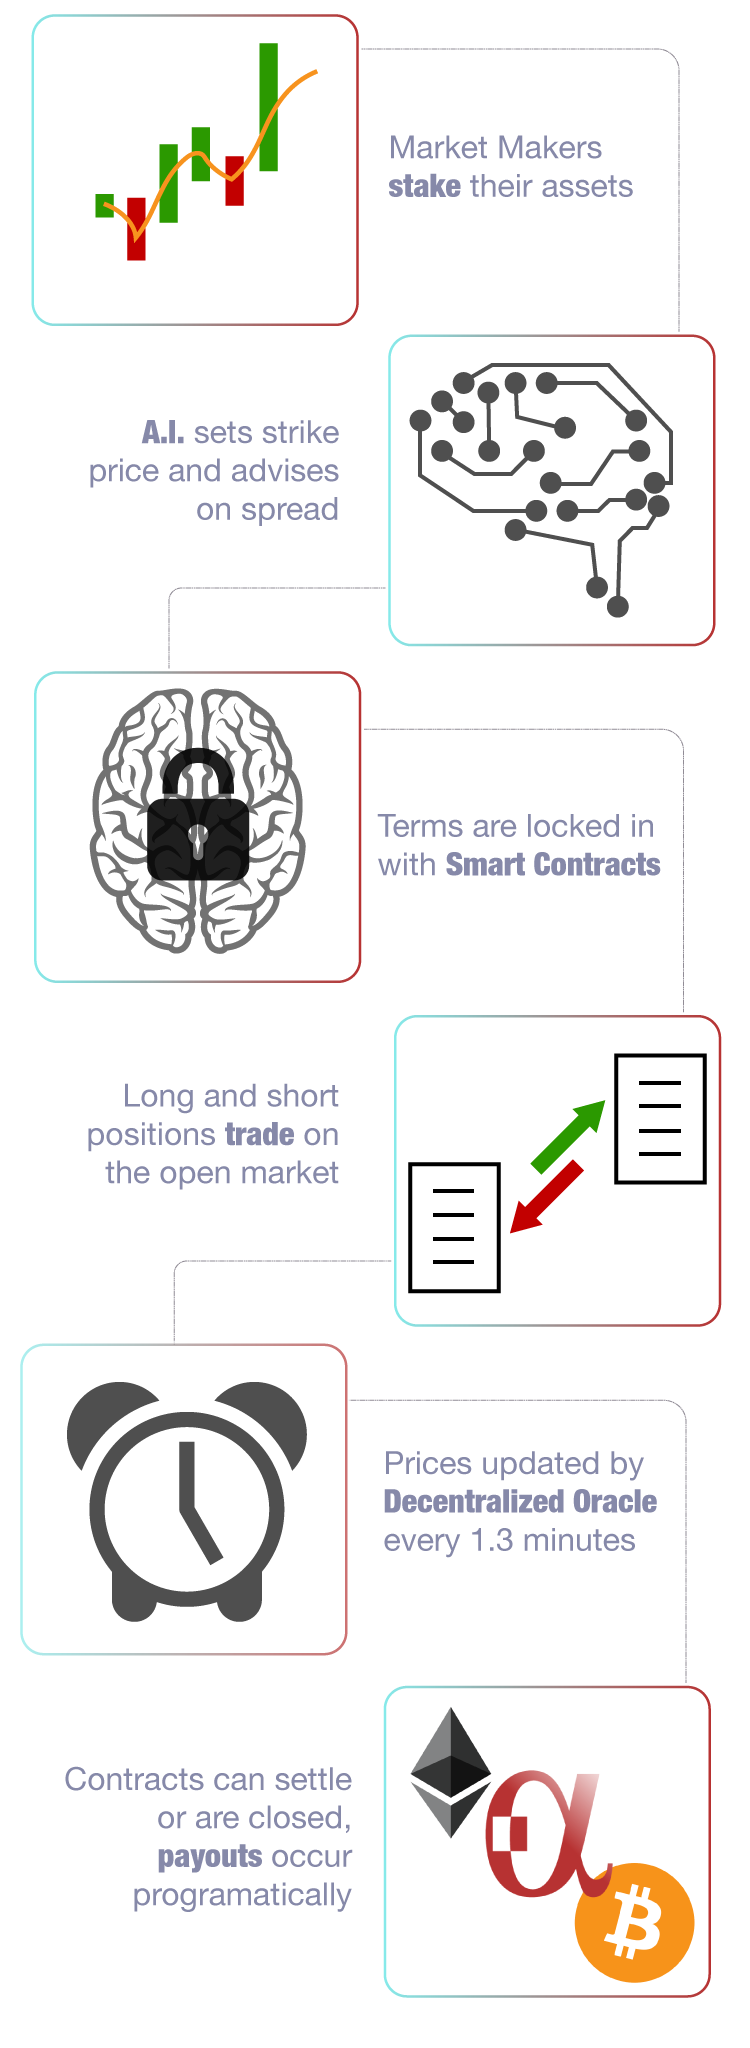 Market Makers
stake their assets
A.I. sets strike
price and advises
on spread
Terms are locked in
with Smart Contracts
Long and short
positions trade on
the open market
Prices updated by
Decentralized Oracle
every 1.3 minutes
Contracts can settle
or are closed,
payouts occur
programatically